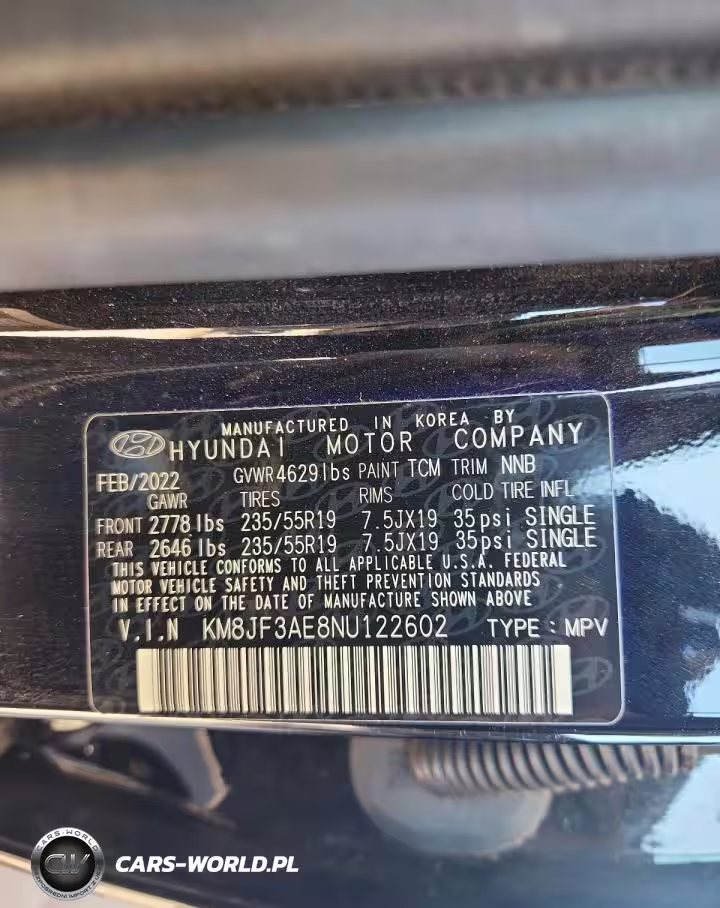 MANUFACTURED IN KOREA BY
HYUNDAI MOTOR COMPANY
FEB/2022 GVWR 4629 lbs PAINT TCM TRIM NNB
GAWR TIRES RIMS COLD TIRE INFL
FRONT 2778 lbs 235/55R19 7.5JX19 35psi SINGLE
REAR 2646 lbs 235/55R19 7.5JX19 35psi SINGLE
THIS VEHICLE CONFORMS TO ALL APPLICABLE U.S.A. FEDERAL
MOTOR VEHICLE SAFETY AND THEFT PREVENTION STANDARDS
IN EFFECT ON THE DATE OF MANUFACTURE SHOWN ABOVE
V.I.N KM8JF3AE8NU122602 TYPE : MPV
CARS-WORLD
CW
CARS-WORLD.PL